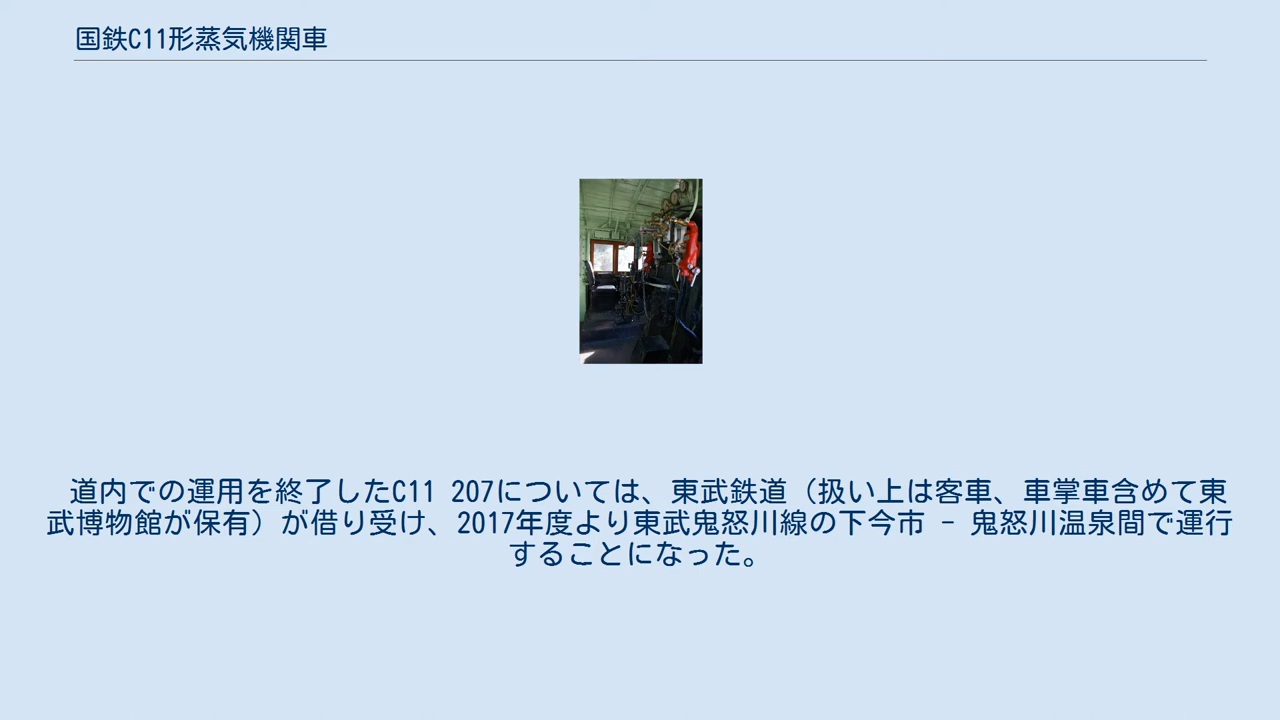 国鉄C11形蒸気機関車
道内での運用を終了したC11 207については、東武鉄道（扱い上は客車、車掌車含めて東
武博物館が保有）が借り受け、2017年度より東武鬼怒川線の下今市 - 鬼怒川温泉間で運行
することになった。